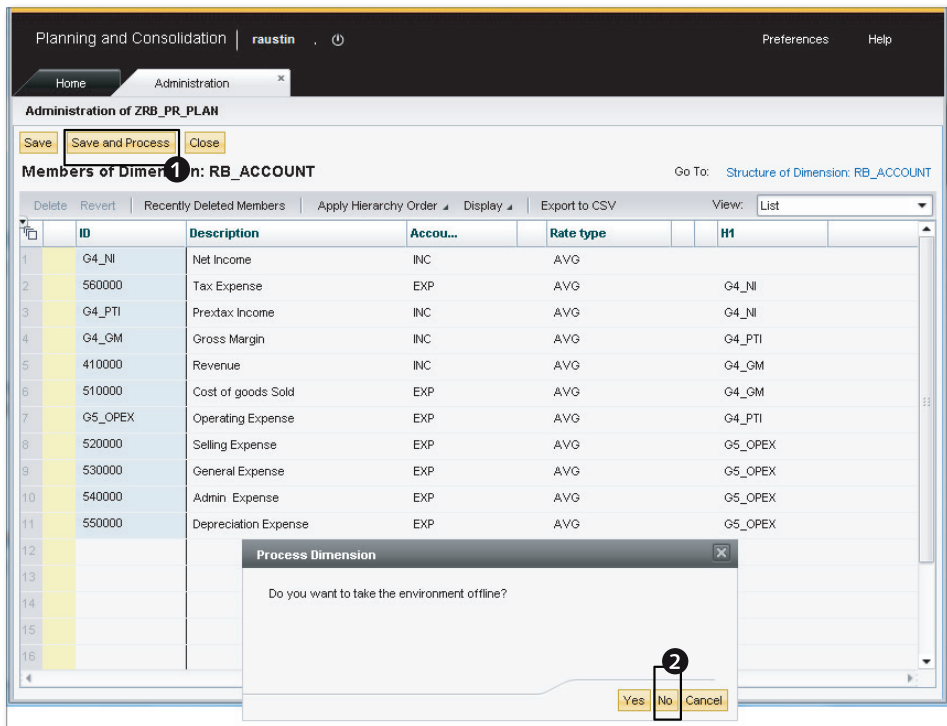 Planning and Consolidation | raustin . Preferences Help
Home Administration ×
Administration of ZRB_PR_PLAN
Save Save and Process Close
1
Members of Dimen n: RB_ACCOUNT Go To: Structure of Dimension: RB_ACCOUNT
Delete Revert | Recently Deleted Members | Apply Hierarchy Order Display | Export to CSV View: List
ID Description Accou... Rate type H1
1 G4_NI Net Income INC AVG
2 560000 Tax Expense EXP AVG G4_NI
3 G4_PTI Prextax Income INC AVG G4_NI
4 G4_GM Gross Margin INC AVG G4_PTI
5 410000 Revenue INC AVG G4_GM
6 510000 Cost of goods Sold EXP AVG G4_GM
7 G5_OPEX Operating Expense EXP AVG G4_PTI
8 520000 Selling Expense EXP AVG G5_OPEX
9 530000 General Expense EXP AVG G5_OPEX
10 540000 Admin Expense EXP AVG G5_OPEX
11 550000 Depreciation Expense EXP AVG G5_OPEX
12
Process Dimension
13
Do you want to take the environment offline?
14
15
16
2
Yes No Cancel